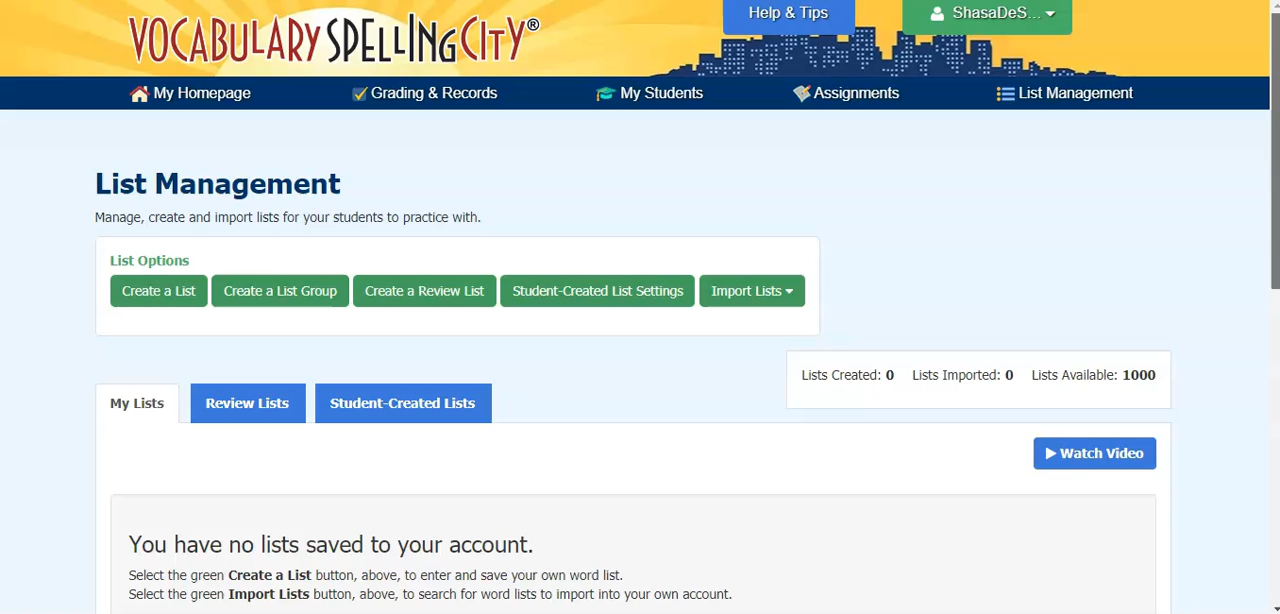 VOCABULARY SPELLINGCITY®
Help & Tips
ShasaDeS...
My Homepage
Grading & Records
My Students
Assignments
List Management
List Management
Manage, create and import lists for your students to practice with.
List Options
Create a List
Create a List Group
Create a Review List
Student-Created List Settings
Import Lists
Lists Created: 0 Lists Imported: 0 Lists Available: 1000
My Lists
Review Lists
Student-Created Lists
Watch Video
You have no lists saved to your account.
Select the green Create a List button, above, to enter and save your own word list.
Select the green Import Lists button, above, to search for word lists to import into your own account.